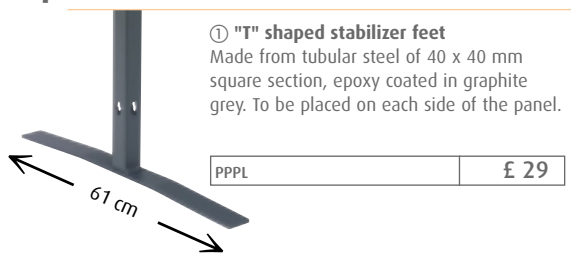 ① "T" shaped stabilizer feet
Made from tubular steel of 40 x 40 mm
square section, epoxy coated in graphite
grey. To be placed on each side of the panel.
PPPL £ 29
61 cm